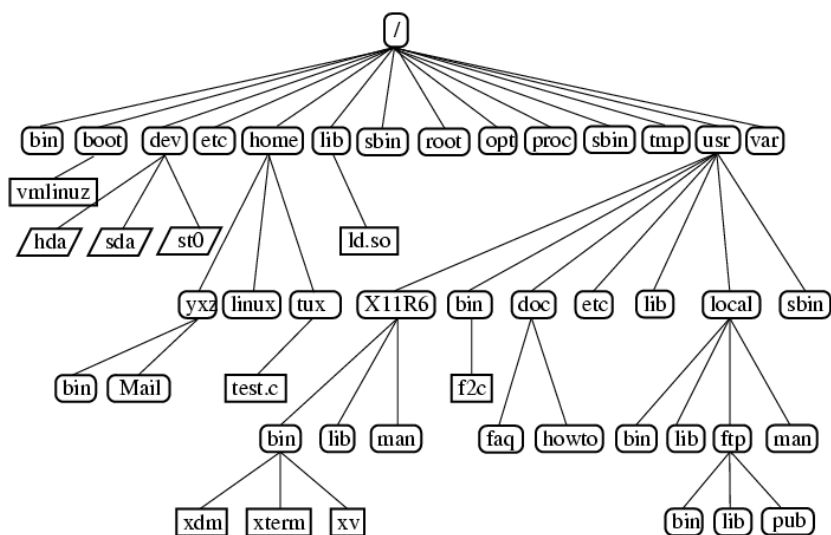 /
bin boot dev etc home lib sbin root opt proc sbin tmp usr var
vmlinuz
hda sda st0 ld.so
yxz linux tux X11R6 bin doc etc lib local sbin
bin Mail test.c f2c
bin lib man faq howto bin lib ftp man
xdm xterm xv bin lib pub